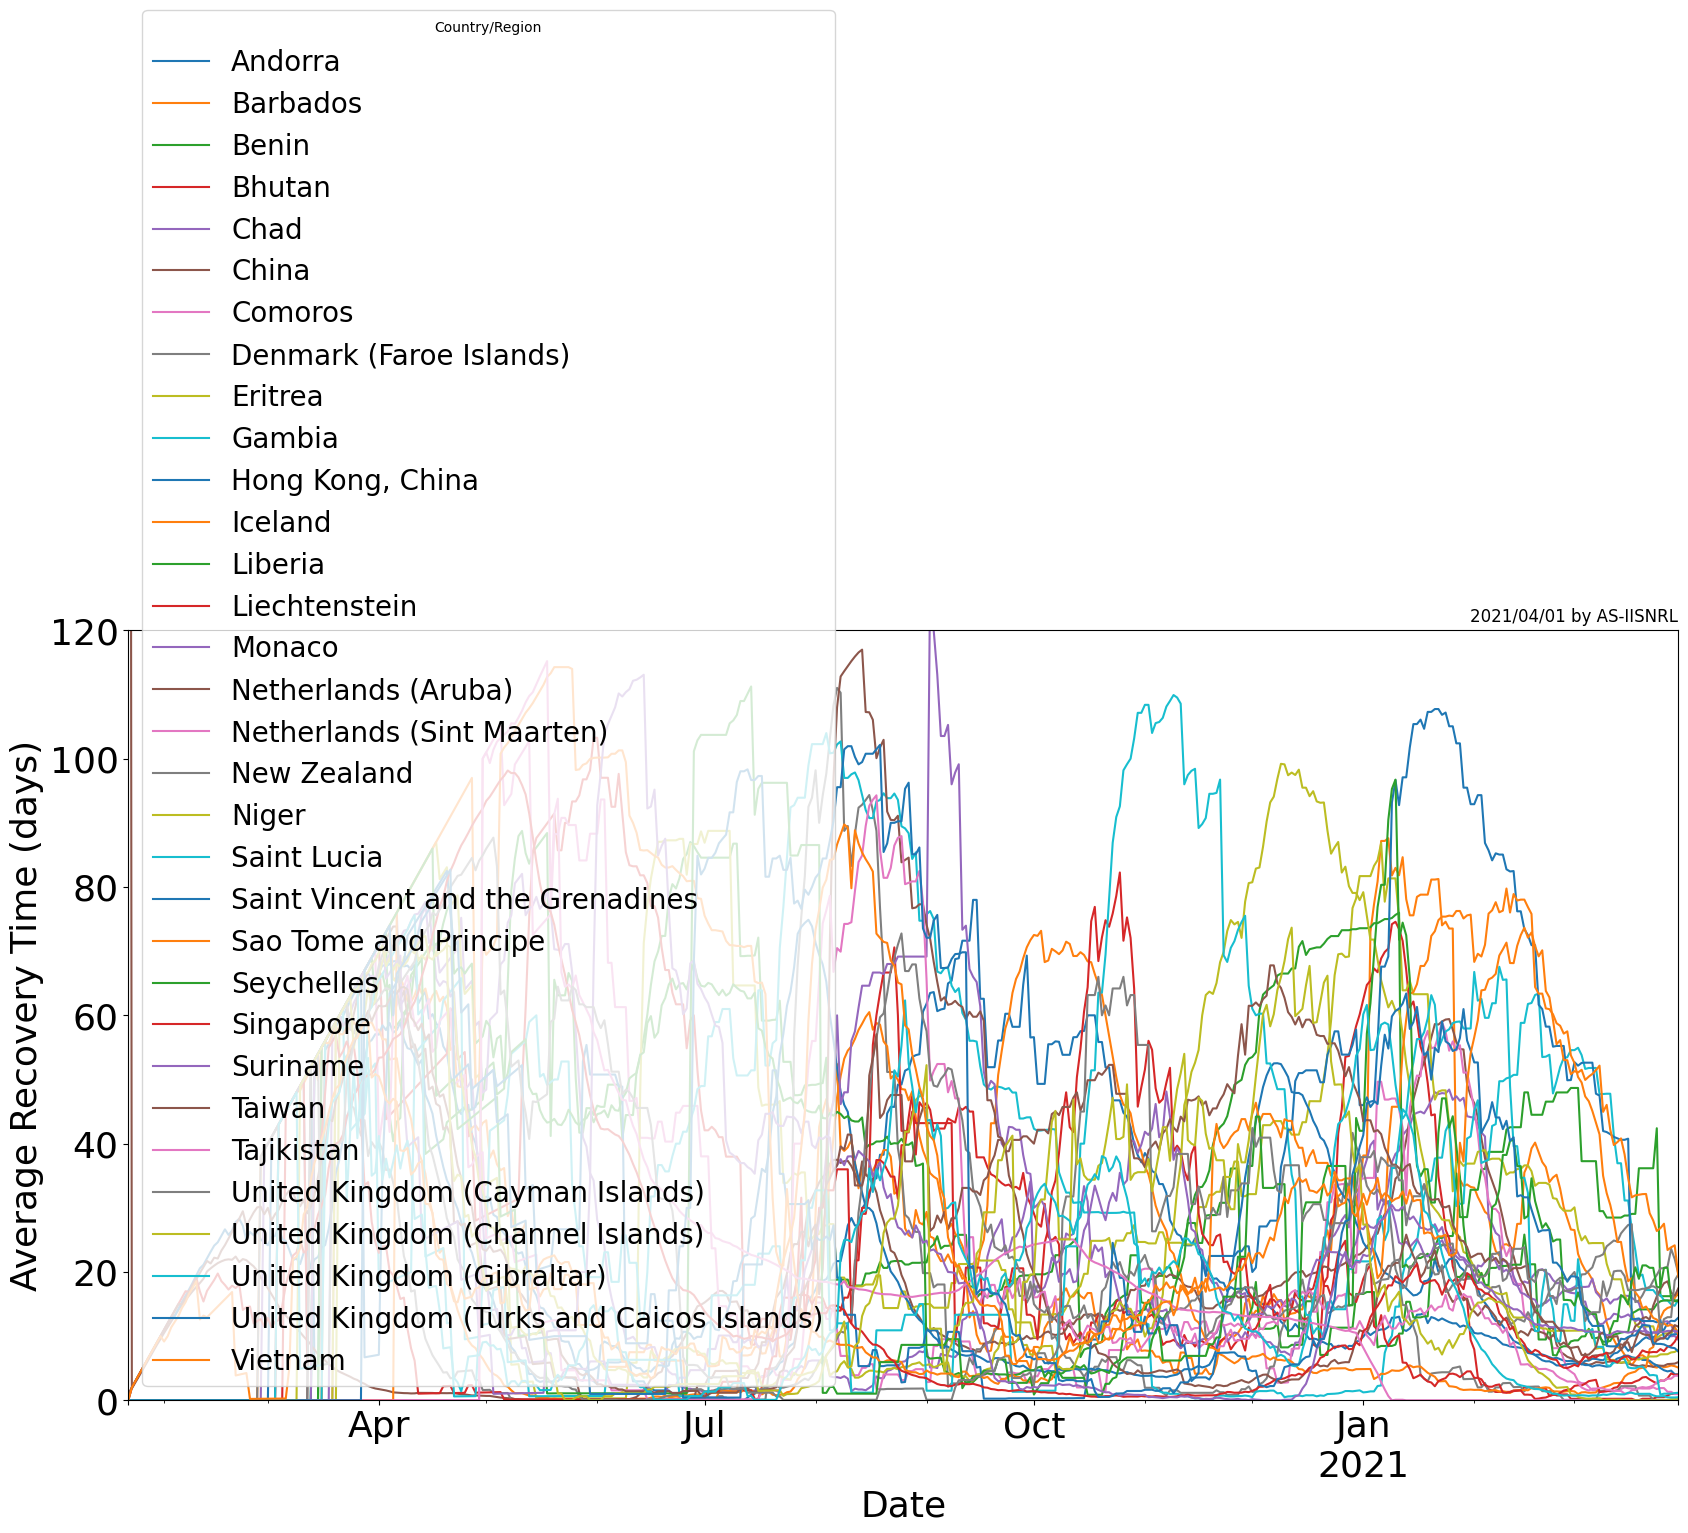 Country/Region
Andorra
Barbados
Benin
Bhutan
Chad
China
Comoros
Denmark (Faroe Islands)
Eritrea
Gambia
Hong Kong, China
Iceland
Liberia
Liechtenstein
Monaco
Netherlands (Aruba)
Netherlands (Sint Maarten)
New Zealand
Niger
Saint Lucia
Saint Vincent and the Grenadines
Sao Tome and Principe
Seychelles
Singapore
Suriname
Taiwan
Tajikistan
United Kingdom (Cayman Islands)
United Kingdom (Channel Islands)
United Kingdom (Gibraltar)
United Kingdom (Turks and Caicos Islands)
Vietnam
2021/04/01 by AS-IISNRL
Average Recovery Time (days)
120
100
80
60
40
20
0
Apr
Jul
Oct
Jan
2021
Date